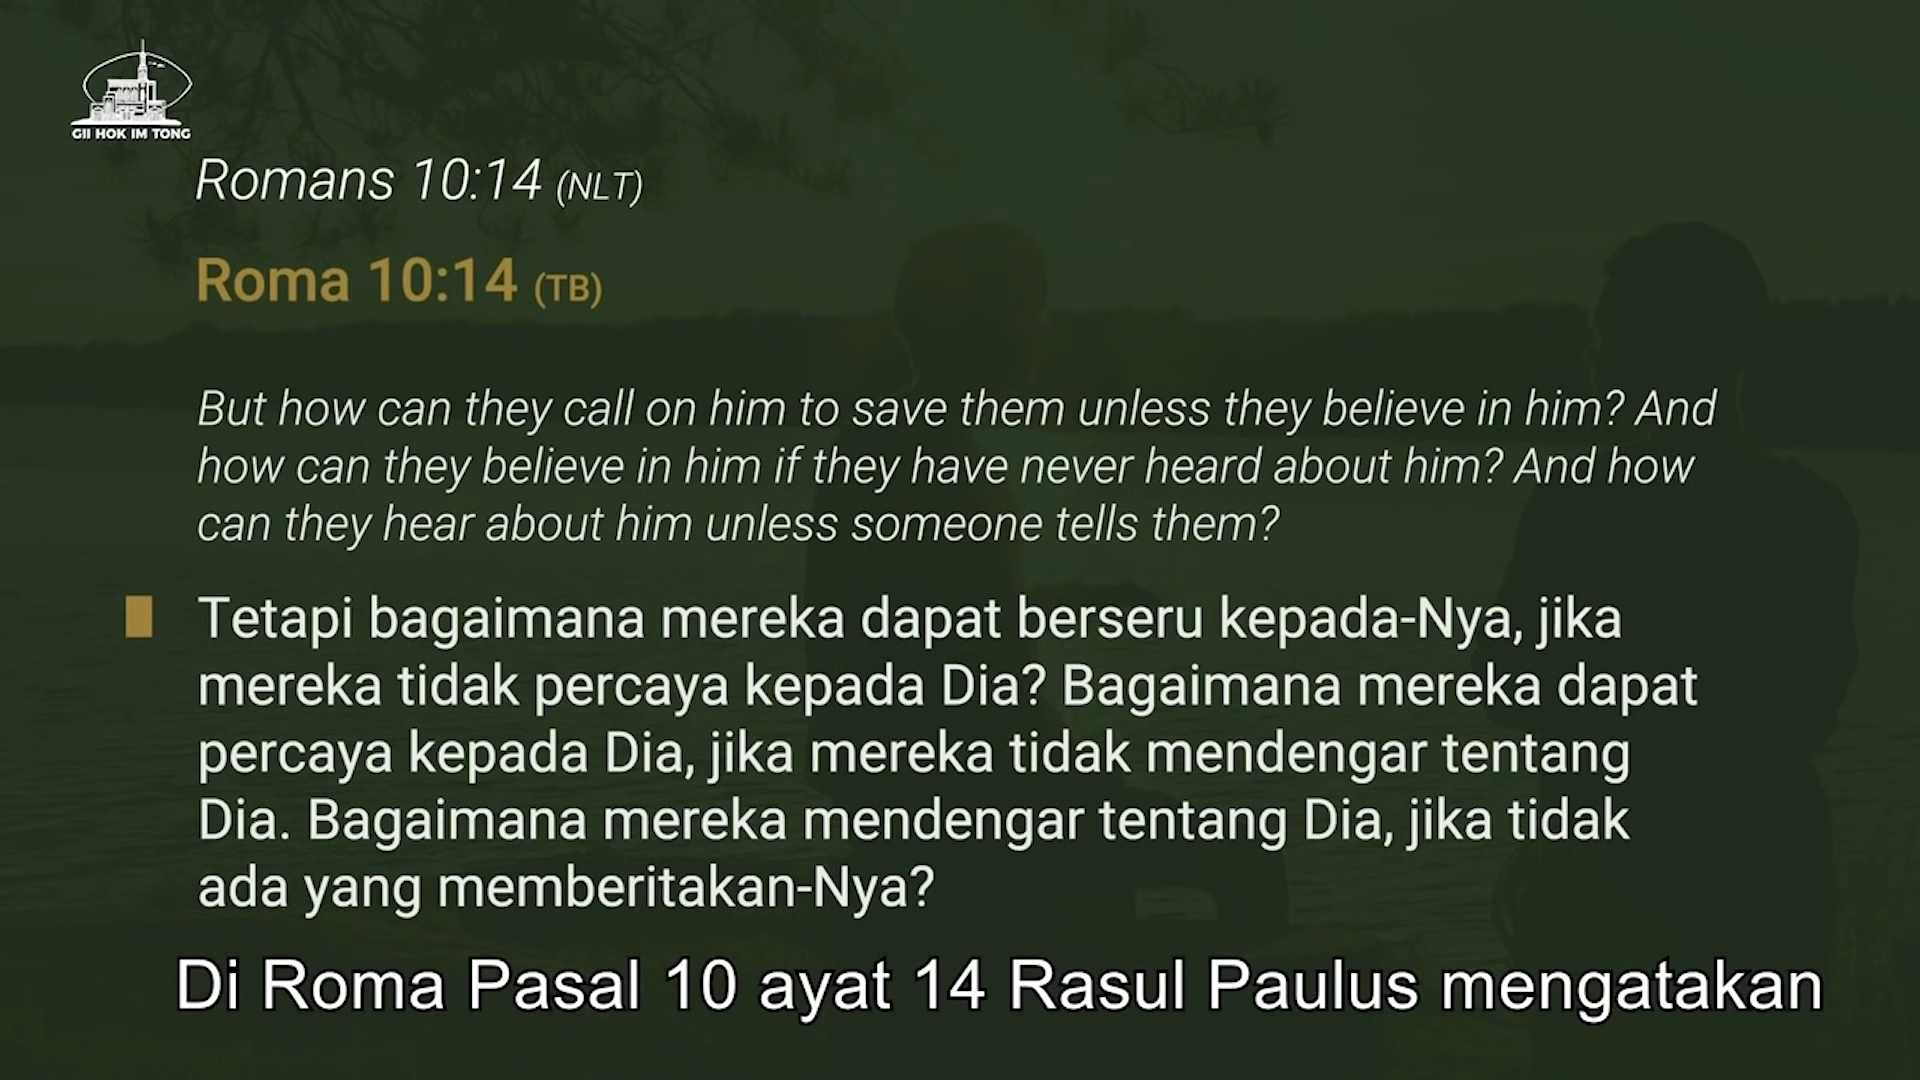 GII HOK IM TONG
Romans 10:14 (NLT)
Roma 10:14 (TB)
But how can they call on him to save them unless they believe in him? And
how can they believe in him if they have never heard about him? And how
can they hear about him unless someone tells them?
Tetapi bagaimana mereka dapat berseru kepada-Nya, jika
mereka tidak percaya kepada Dia? Bagaimana mereka dapat
percaya kepada Dia, jika mereka tidak mendengar tentang
Dia. Bagaimana mereka mendengar tentang Dia, jika tidak
ada yang memberitakan-Nya?
Di Roma Pasal 10 ayat 14 Rasul Paulus mengatakan